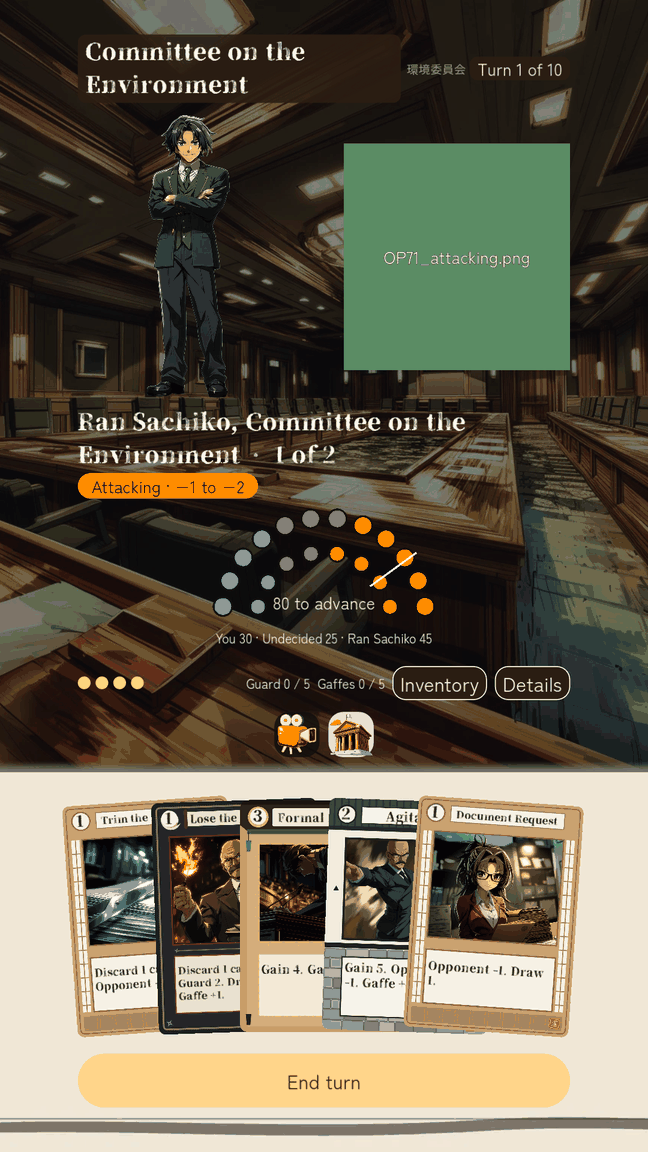 Committee on the
Environment
環境委員会
Turn 1 of 10
OP71_attacking.png
Ran Sachiko, Committee on the
Environment · 1 of 2
Attacking · −1 to −2
80 to advance
You 30 · Undecided 25 · Ran Sachiko 45
Guard 0 / 5 Gaffes 0 / 5
Inventory
Details
1 Trim the
Discard 1
Opponent
1 Lose the
Discard 1
Guard 2.
Gaffe +1.
3 Formal
Gain 4.
2
Gain 5.
-1. Gaffe
1 Document Request
Opponent -1. Draw
1.
End turn